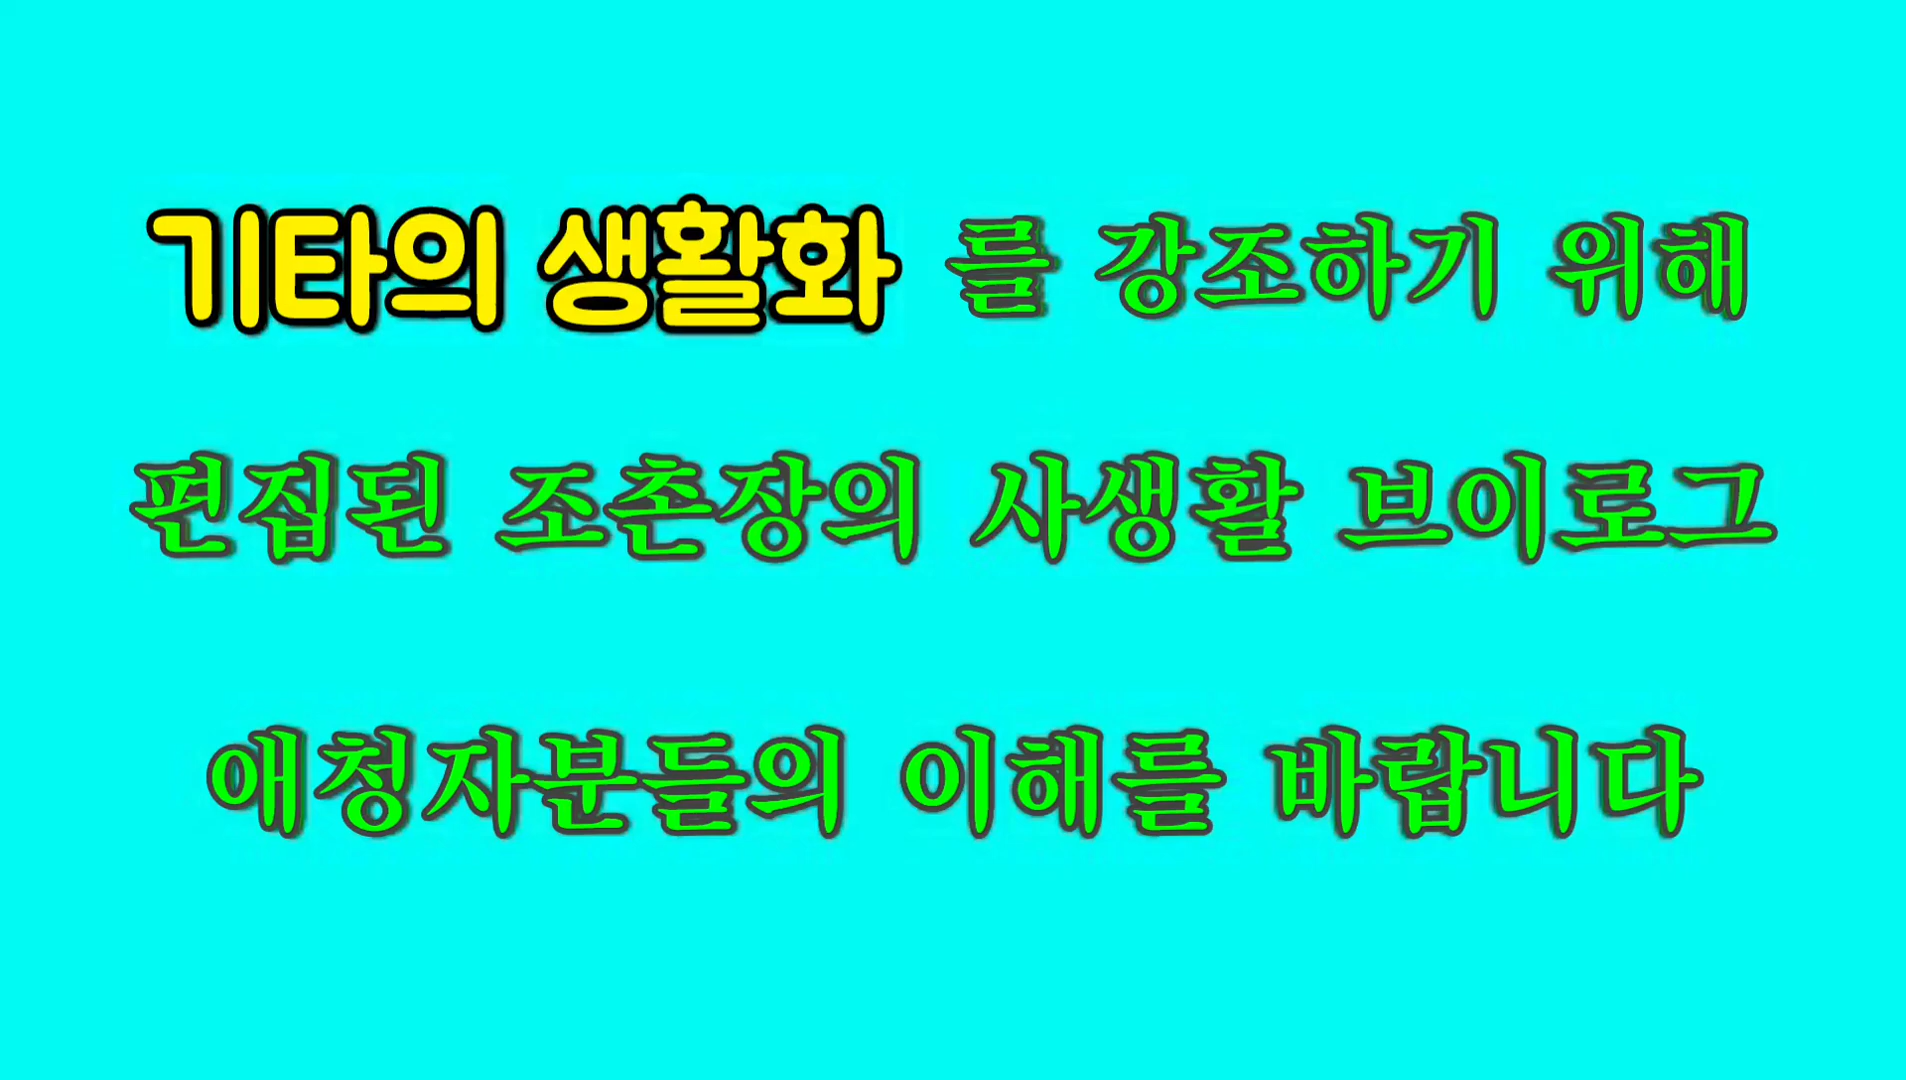 기타의 생활화 를 강조하기 위해
편집된 조촌장의 사생활 브이로그
애청자분들의 이해를 바랍니다